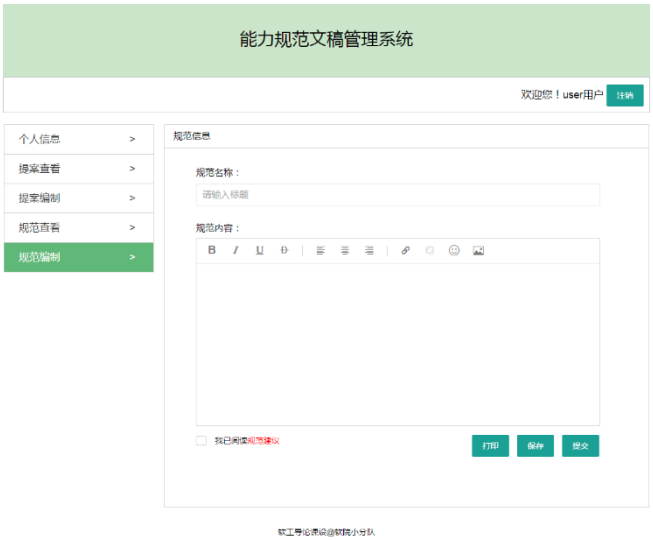 能力规范文稿管理系统
欢迎您！user用户 注销
个人信息 >
提案查看 >
提案编制 >
规范查看 >
规范编制 >
规范信息
规范名称：
请输入标题
规范内容：
B I U
我已阅读规范建议
打印 保存 提交
软工导论课设@软院小分队